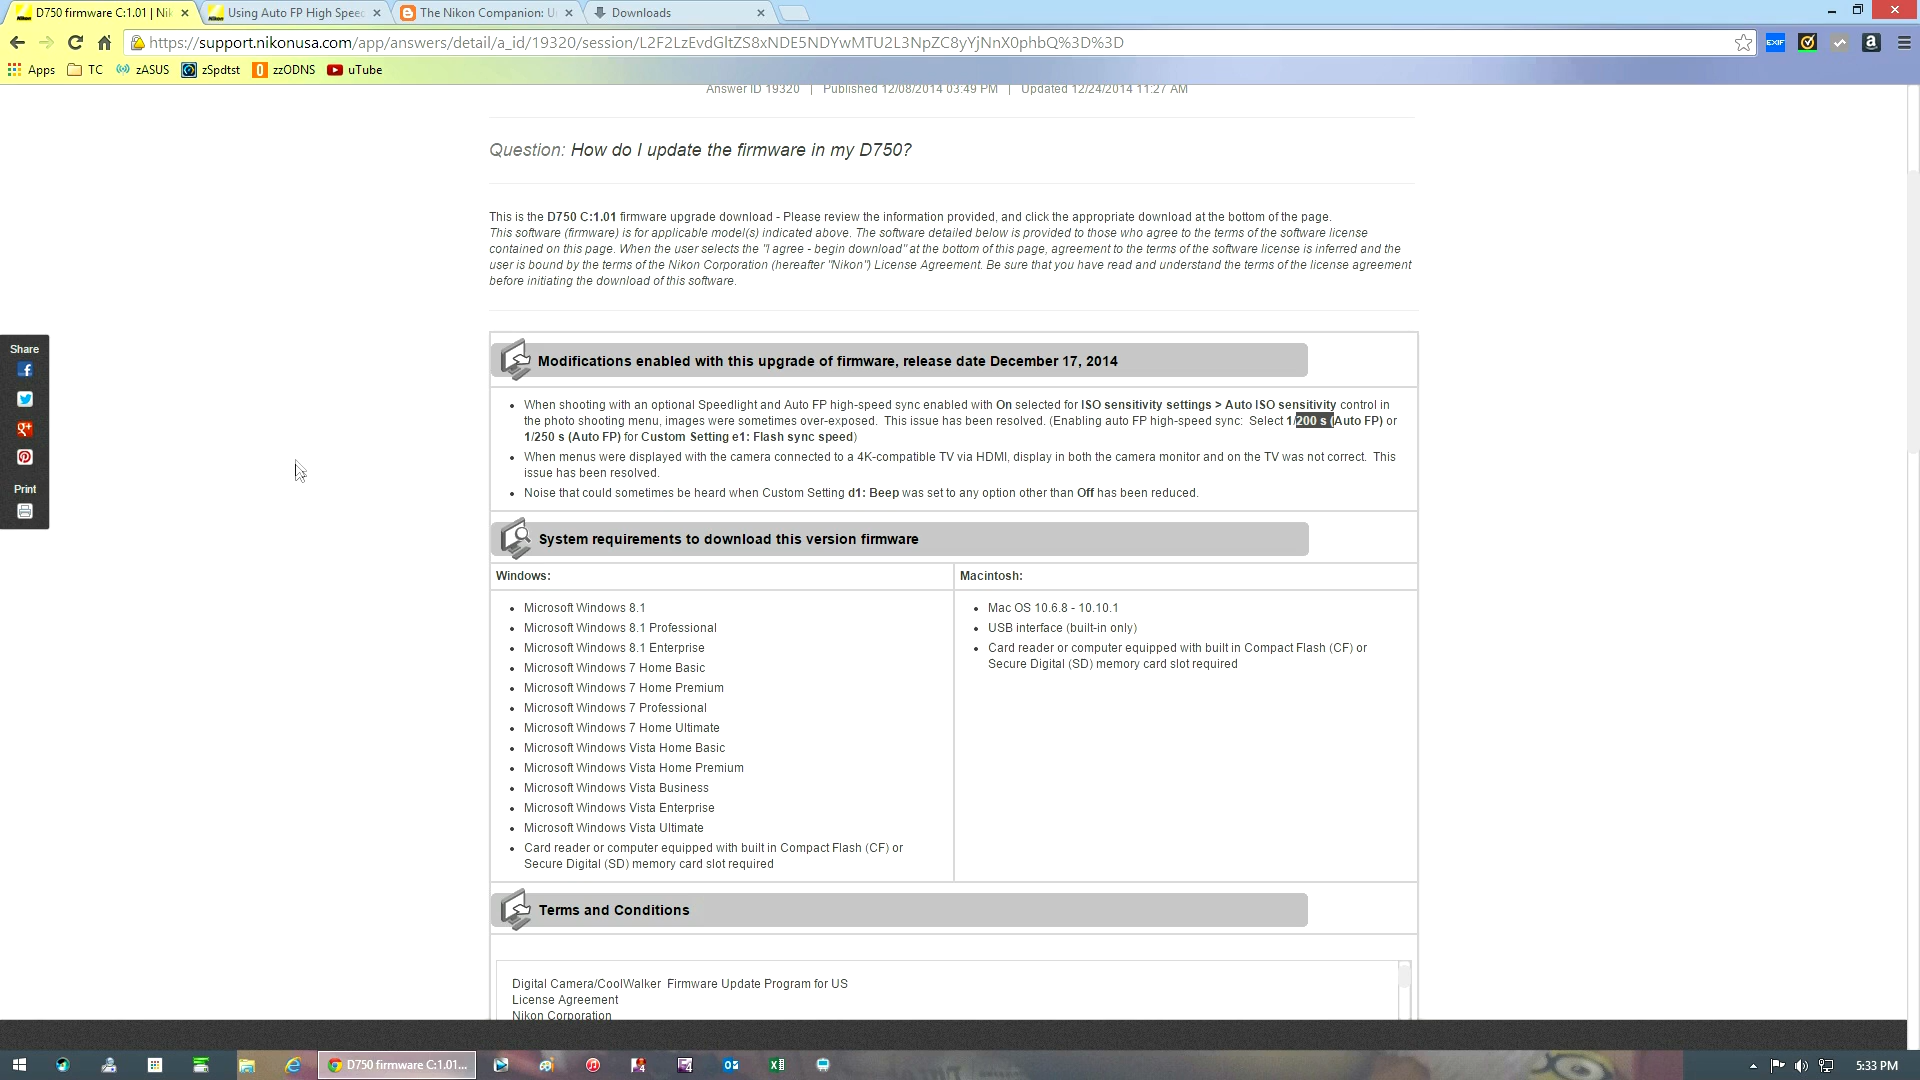 D750 firmware C:1.01 | Nik
Using Auto FP High Speed
The Nikon Companion: U
Downloads
https://support.nikonusa.com/app/answers/detail/a_id/19320/session/L2F2LzEvdGltZS8xNDE5NDYwMTU2L3NpZC8yYjNnX0phbQ%3D%3D
EXIF
Apps
TC
zASUS
zSpdtst
zzODNS
uTube
Answer ID 19320 | Published 12/08/2014 03:49 PM | Updated 12/24/2014 11:27 AM
Question: How do I update the firmware in my D750?
This is the D750 C:1.01 firmware upgrade download - Please review the information provided, and click the appropriate download at the bottom of the page.
This software (firmware) is for applicable model(s) indicated above. The software detailed below is provided to those who agree to the terms of the software license
contained on this page. When the user selects the "I agree - begin download" at the bottom of this page, agreement to the terms of the software license is inferred and the
user is bound by the terms of the Nikon Corporation (hereafter "Nikon") License Agreement. Be sure that you have read and understand the terms of the license agreement
before initiating the download of this software.
Share
Print
Modifications enabled with this upgrade of firmware, release date December 17, 2014
When shooting with an optional Speedlight and Auto FP high-speed sync enabled with On selected for ISO sensitivity settings > Auto ISO sensitivity control in
the photo shooting menu, images were sometimes over-exposed. This issue has been resolved. (Enabling auto FP high-speed sync: Select 1/200 s (Auto FP) or
1/250 s (Auto FP) for Custom Setting e1: Flash sync speed)
When menus were displayed with the camera connected to a 4K-compatible TV via HDMI, display in both the camera monitor and on the TV was not correct. This
issue has been resolved.
Noise that could sometimes be heard when Custom Setting d1: Beep was set to any option other than Off has been reduced.
System requirements to download this version firmware
Windows:
Microsoft Windows 8.1
Microsoft Windows 8.1 Professional
Microsoft Windows 8.1 Enterprise
Microsoft Windows 7 Home Basic
Microsoft Windows 7 Home Premium
Microsoft Windows 7 Professional
Microsoft Windows 7 Home Ultimate
Microsoft Windows Vista Home Basic
Microsoft Windows Vista Home Premium
Microsoft Windows Vista Business
Microsoft Windows Vista Enterprise
Microsoft Windows Vista Ultimate
Card reader or computer equipped with built in Compact Flash (CF) or
Secure Digital (SD) memory card slot required
Macintosh:
Mac OS 10.6.8 - 10.10.1
USB interface (built-in only)
Card reader or computer equipped with built in Compact Flash (CF) or
Secure Digital (SD) memory card slot required
Terms and Conditions
Digital Camera/CoolWalker Firmware Update Program for US
License Agreement
Nikon Corporation
D750 firmware C:1.01...
5:33 PM